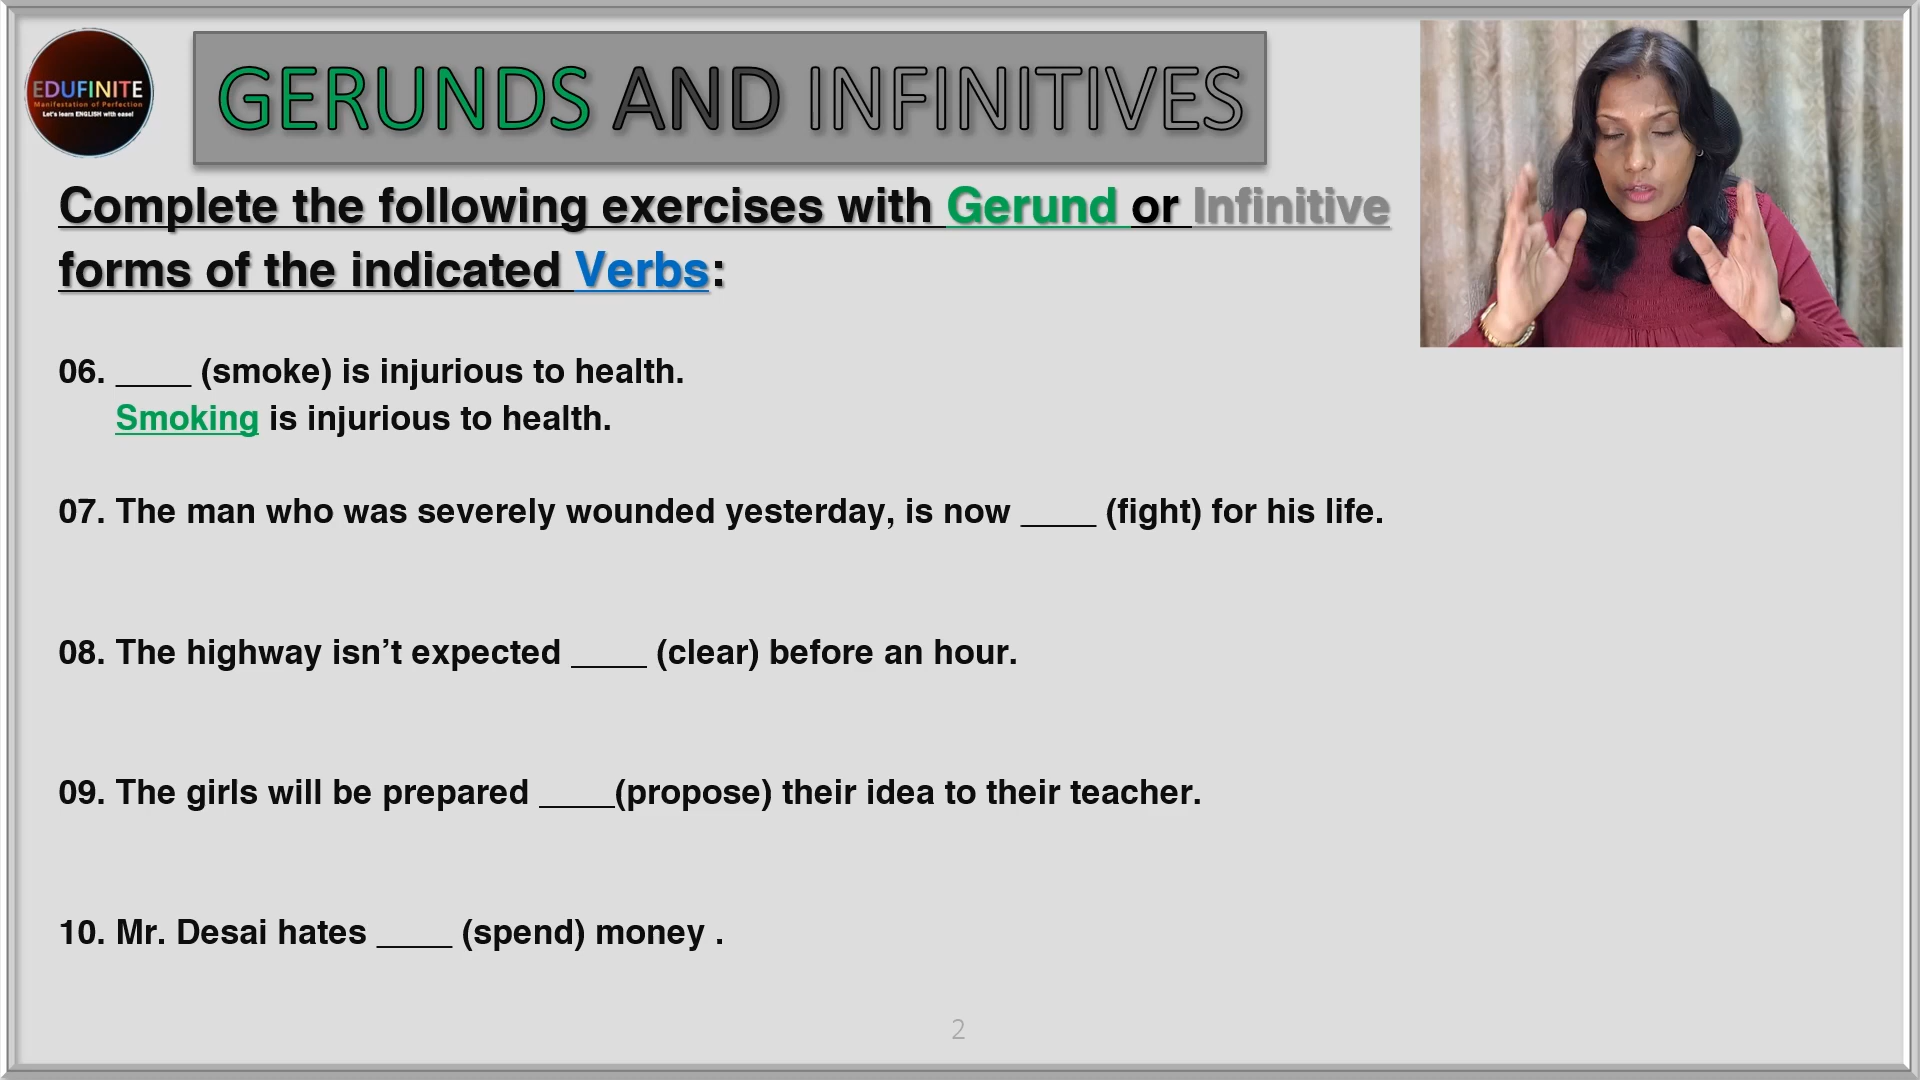 EDUFINITE
Manifestation of Perfection
Let's learn ENGLISH with ease!
GERUNDS AND INFINITIVES
Complete the following exercises with Gerund or Infinitive
forms of the indicated Verbs:
06. ____ (smoke) is injurious to health.
Smoking is injurious to health.
07. The man who was severely wounded yesterday, is now ____ (fight) for his life.
08. The highway isn’t expected ____ (clear) before an hour.
09. The girls will be prepared ____(propose) their idea to their teacher.
10. Mr. Desai hates ____ (spend) money .
2